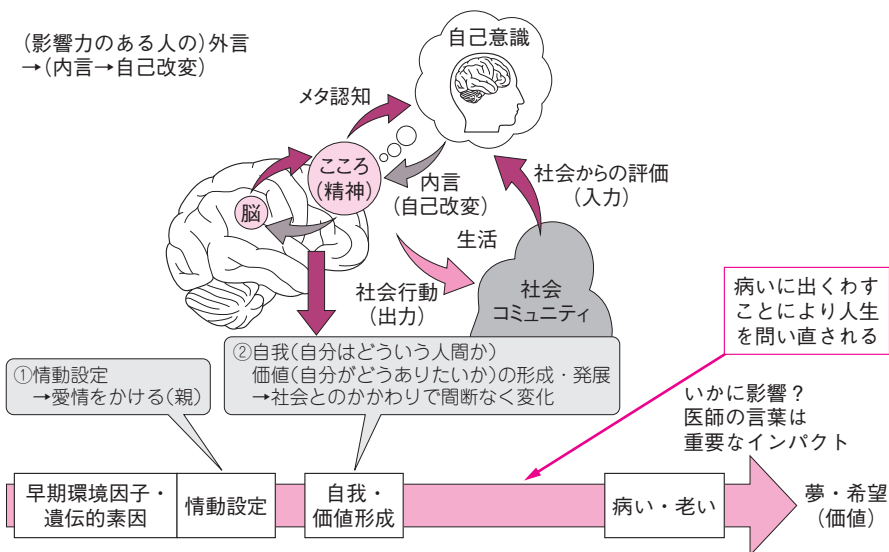 (影響力のある人の)外言
→(内言→自己改変)
自己意識
メタ認知
こころ
(精神)
脳
内言
(自己改変)
社会からの評価
(入力)
生活
社会行動
(出力)
社会
コミュニティ
病いに出くわす
ことにより人生
を問い直される
①情動設定
→愛情をかける(親)
②自我(自分はどういう人間か)
価値(自分がどうありたいか)の形成・発展
→社会とのかかわりで間断なく変化
いかに影響？
医師の言葉は
重要なインパクト
早期環境因子・
遺伝的素因
情動設定
自我・
価値形成
病い・老い
夢・希望
(価値)